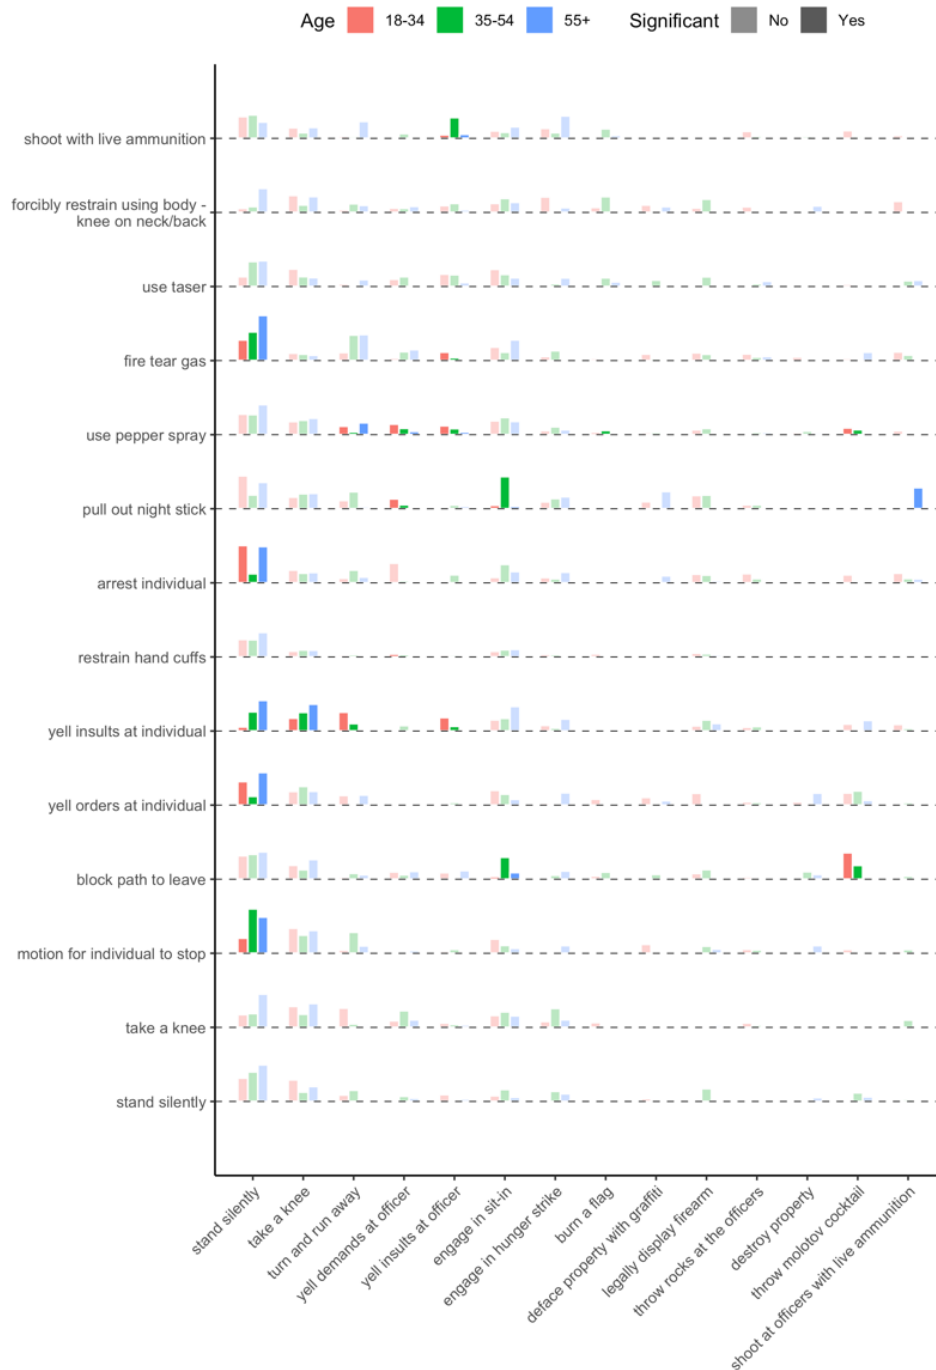 Age 18-34 35-54 55+ Significant No Yes
shoot with live ammunition
forcibly restrain using body -
knee on neck/back
use taser
fire tear gas
use pepper spray
pull out night stick
arrest individual
restrain hand cuffs
yell insults at individual
yell orders at individual
block path to leave
motion for individual to stop
take a knee
stand silently
stand silently
take a knee
turn and run away
yell demands at officer
yell insults at officer
engage in sit-in
engage in hunger strike
burn a flag
deface property with graffiti
legally display firearm
throw rocks at the officers
destroy property
throw molotov cocktail
shoot at officers with live ammunition